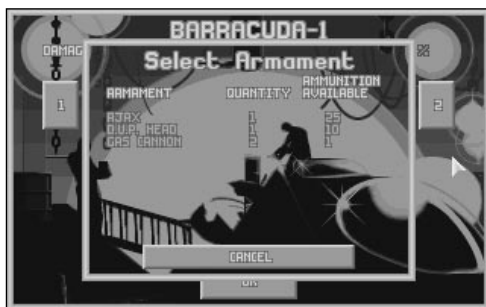 BARRACUDA-1
DAMAG
%
Select Armament
ARMAMENT QUANTITY AMMUNITION AVAILABLE
AJAX 1 25
D.U.P. HEAD 1 10
GAS CANNON 2 1
1
2
CANCEL
OK